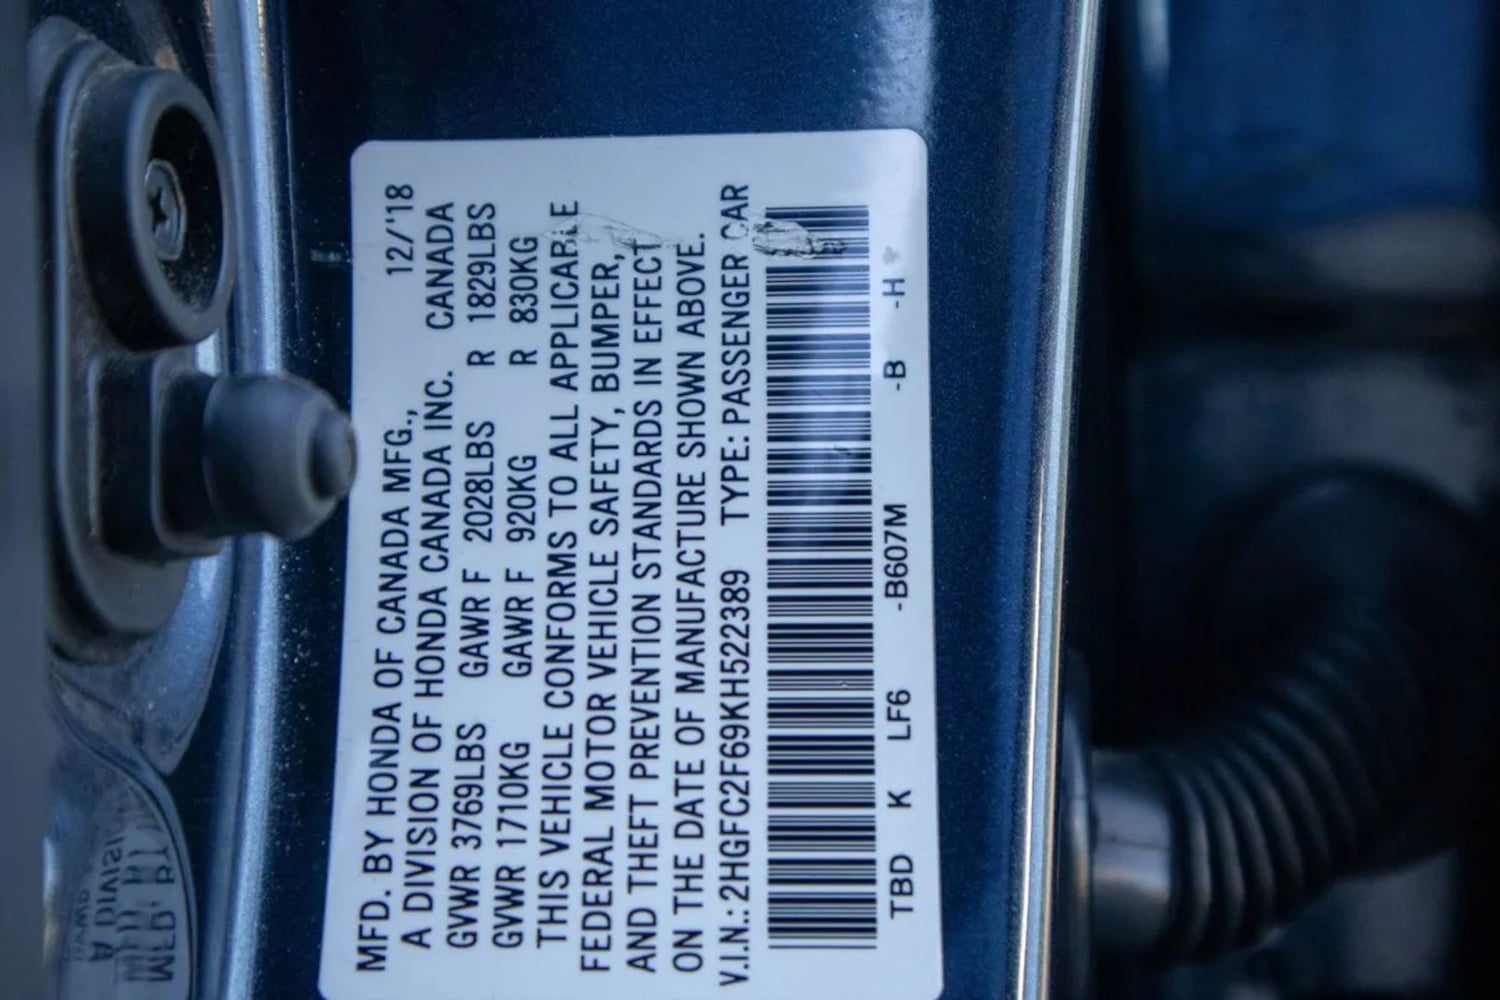 MFD. BY HONDA OF CANADA MFG., 12/'18
A DIVISION OF HONDA CANADA INC. CANADA
GVWR 3769LBS GAWR F 2028LBS R 1829LBS
GVWR 1710KG GAWR F 920KG R 830KG
THIS VEHICLE CONFORMS TO ALL APPLICABLE
FEDERAL MOTOR VEHICLE SAFETY, BUMPER,
AND THEFT PREVENTION STANDARDS IN EFFECT
ON THE DATE OF MANUFACTURE SHOWN ABOVE.
V.I.N.: 2HGFC2F69KH522389 TYPE: PASSENGER CAR
TBD K LF6 -B607M -B -H